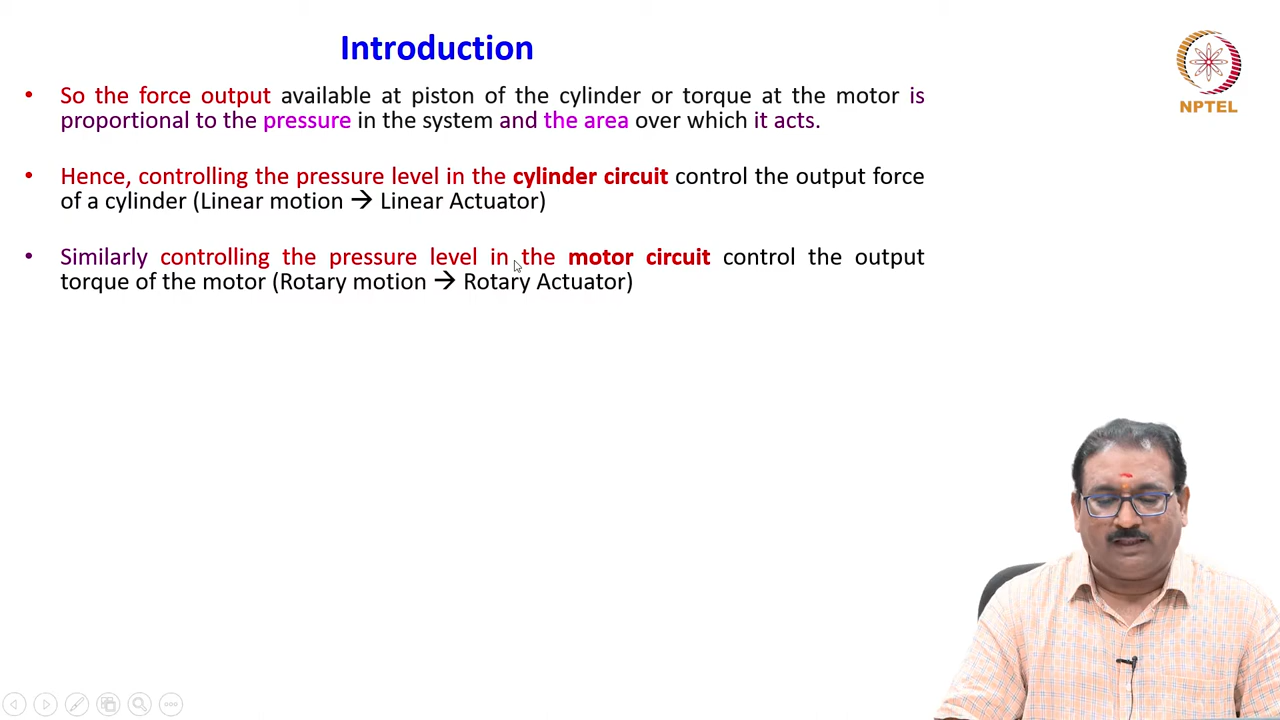 Introduction
• So the force output available at piston of the cylinder or torque at the motor is
proportional to the pressure in the system and the area over which it acts.
• Hence, controlling the pressure level in the cylinder circuit control the output force
of a cylinder (Linear motion → Linear Actuator)
• Similarly controlling the pressure level in the motor circuit control the output
torque of the motor (Rotary motion → Rotary Actuator)
NPTEL